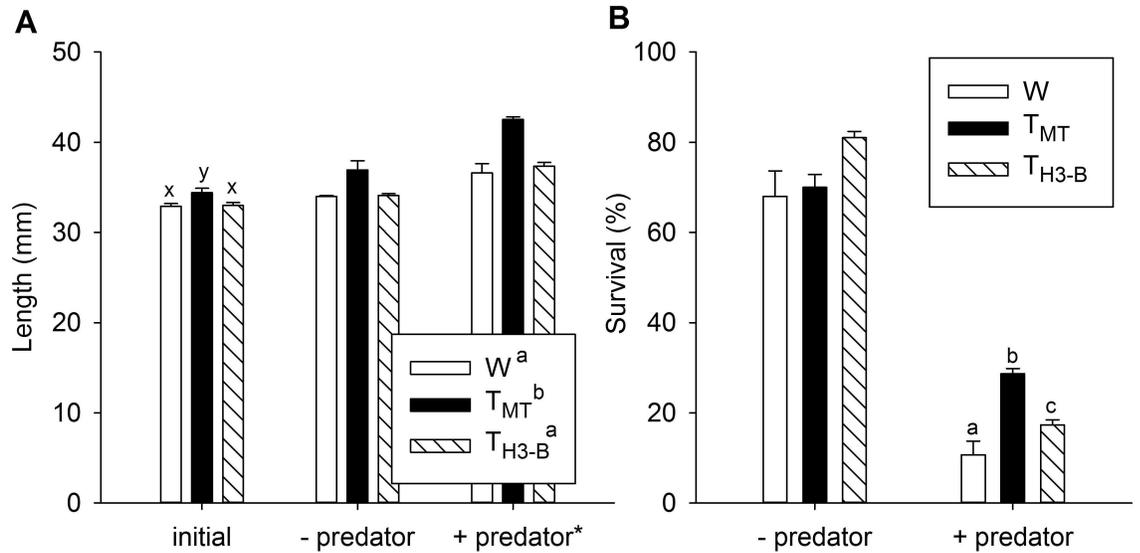 A
Length (mm)
50
40
30
20
10
0
x y x
W a
T MT b
T H3-B a
initial - predator + predator*
B
Survival (%)
100
80
60
40
20
0
W
T MT
T H3-B
a b c
- predator + predator